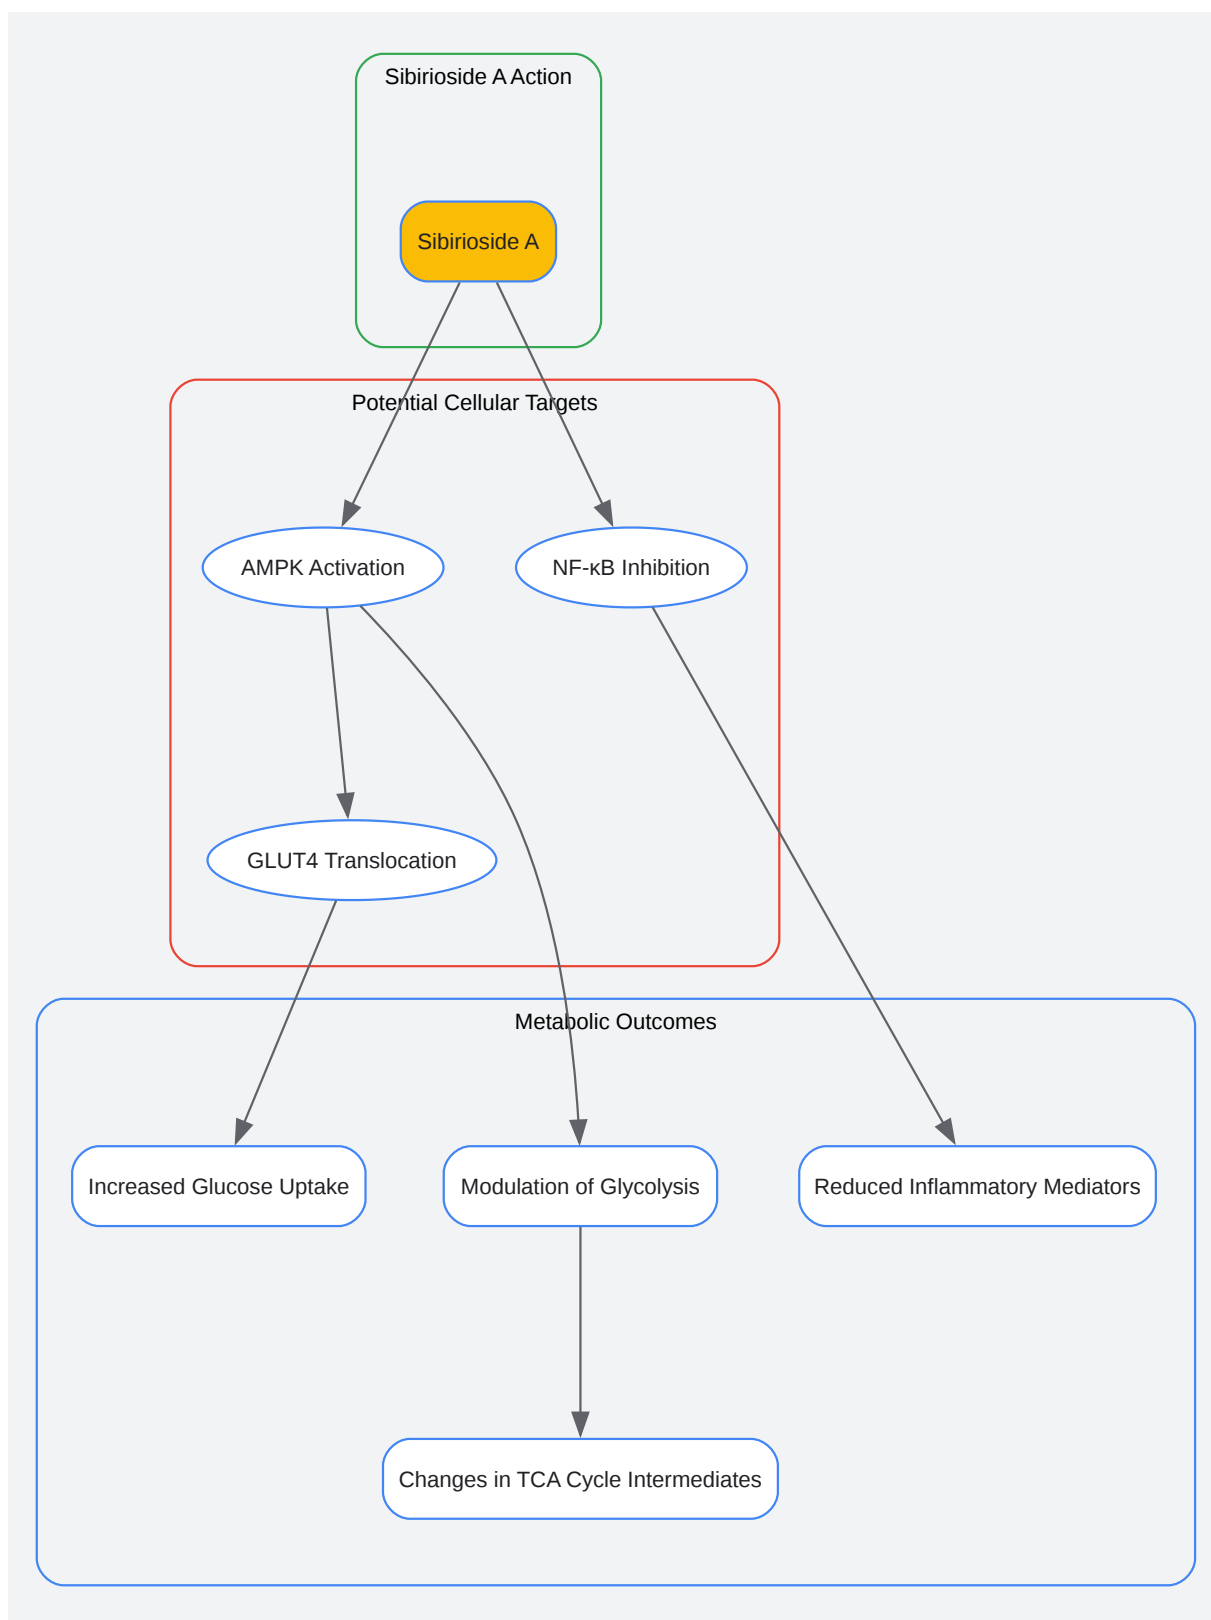 Sibirioside A Action
Sibirioside A
Potential Cellular Targets
AMPK Activation
NF-κB Inhibition
GLUT4 Translocation
Metabolic Outcomes
Increased Glucose Uptake
Modulation of Glycolysis
Reduced Inflammatory Mediators
Changes in TCA Cycle Intermediates